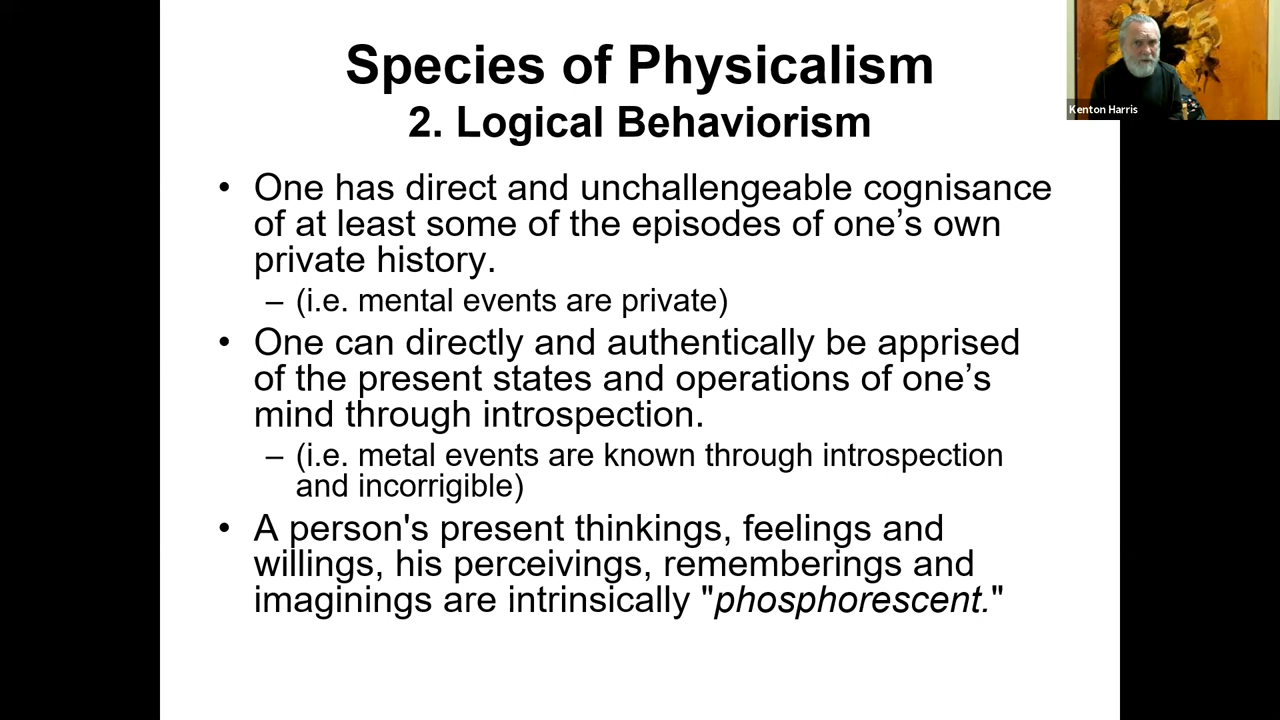 Species of Physicalism
2. Logical Behaviorism
Kenton Harris
• One has direct and unchallengeable cognisance
of at least some of the episodes of one’s own
private history.
– (i.e. mental events are private)
• One can directly and authentically be apprised
of the present states and operations of one’s
mind through introspection.
– (i.e. metal events are known through introspection
and incorrigible)
• A person's present thinkings, feelings and
willings, his perceivings, rememberings and
imaginings are intrinsically "phosphorescent."